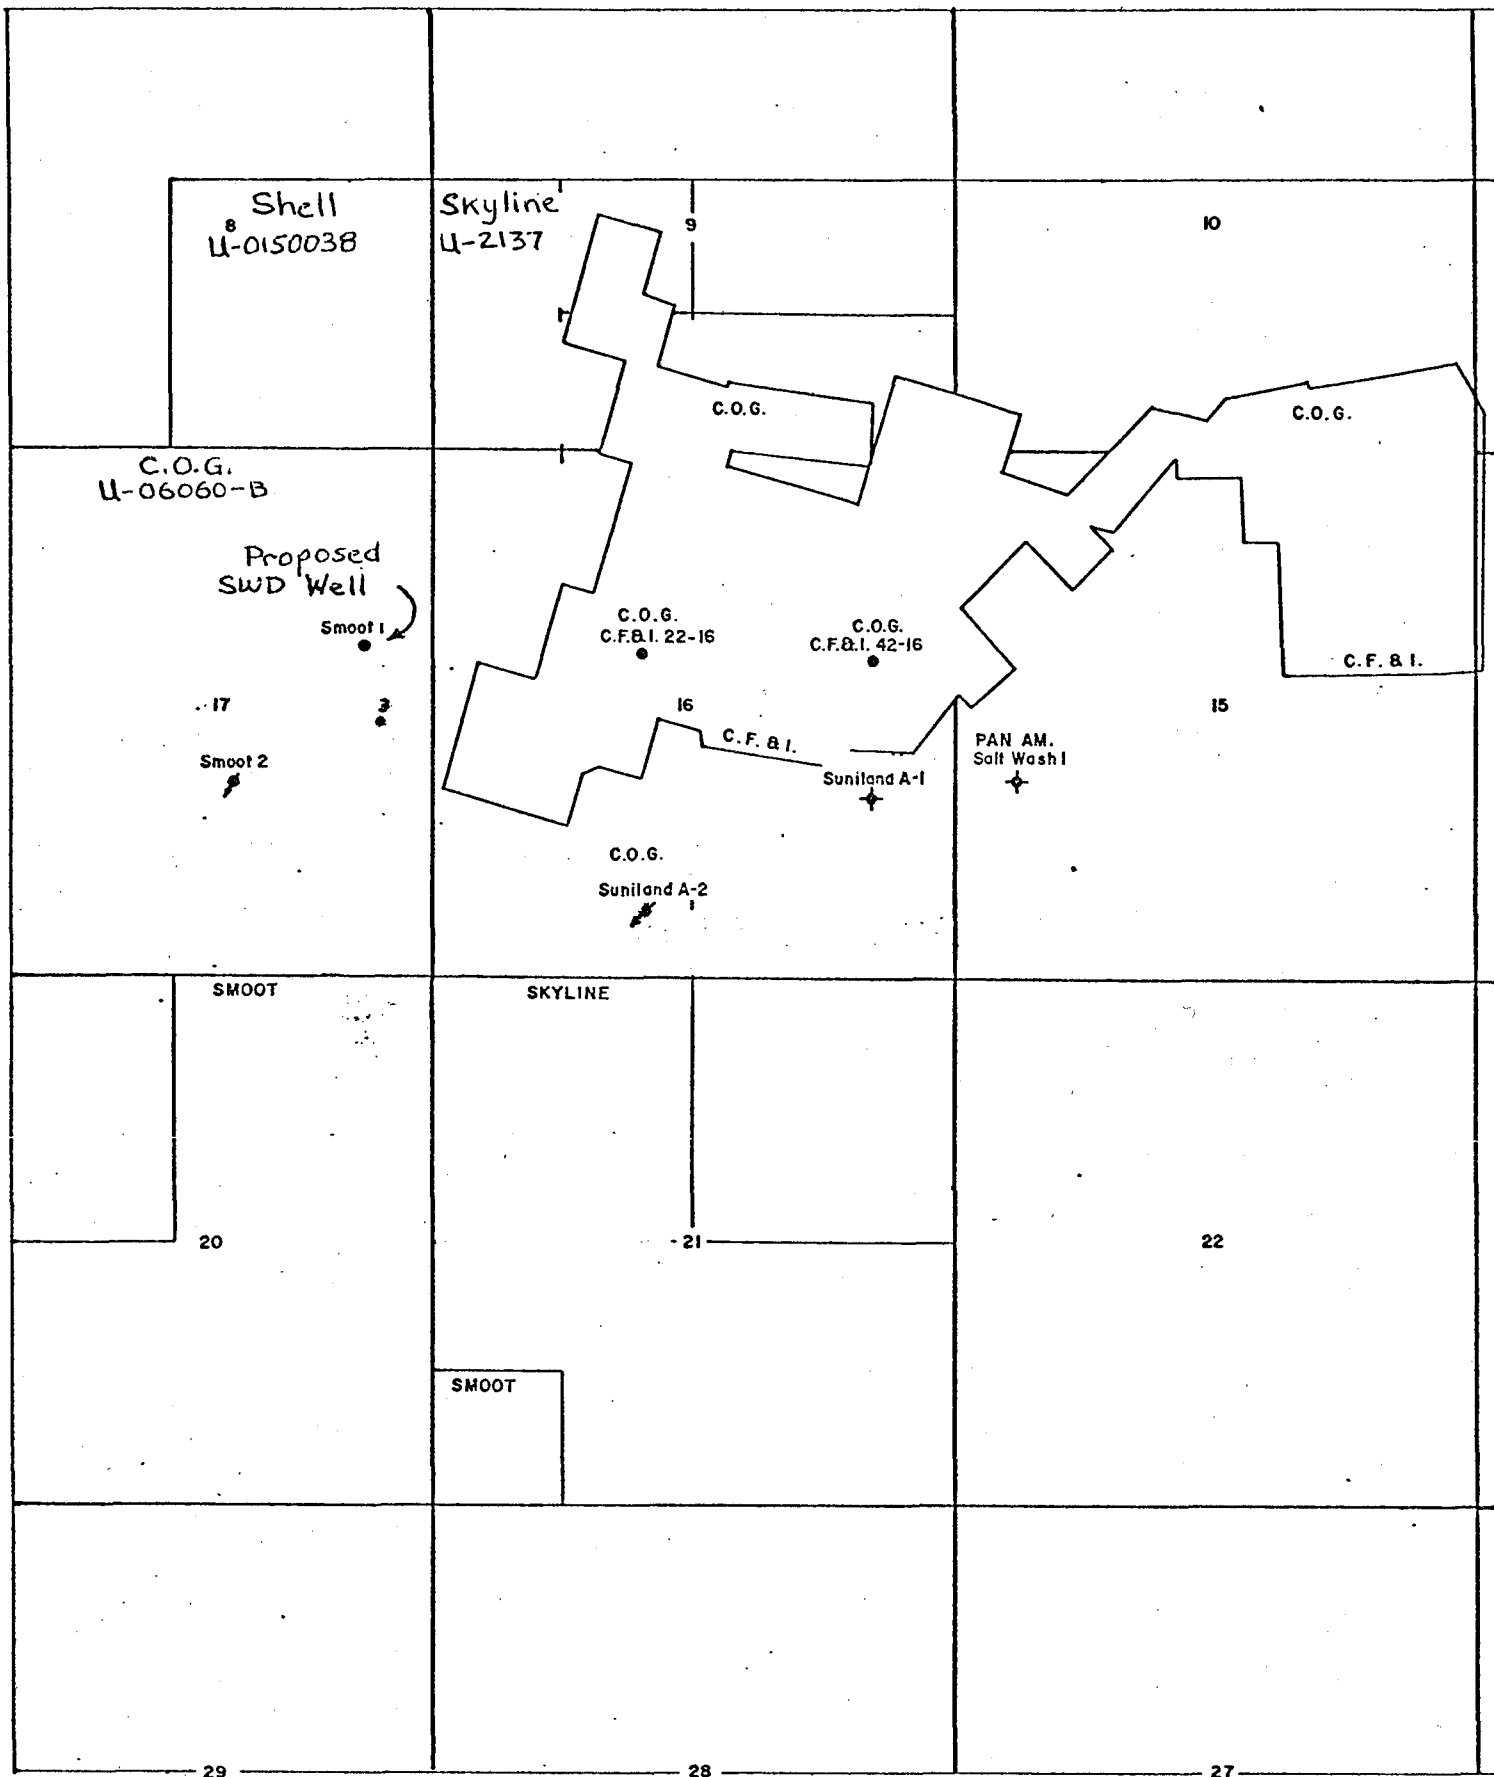 Shell
8
U-0150038
Skyline
U-2137
9
10
C.O.G.
C.O.G.
C.O.G.
U-06060-B
Proposed
SWD Well
Smoot 1
C.O.G.
C.F.&I. 22-16
C.O.G.
C.F.&I. 42-16
C.F.&I.
17
3
16
15
C.F.&I.
PAN AM.
Salt Wash 1
Smoot 2
Suniland A-1
C.O.G.
Suniland A-2
SMOOT
SKYLINE
20
21
22
SMOOT
29
28
27